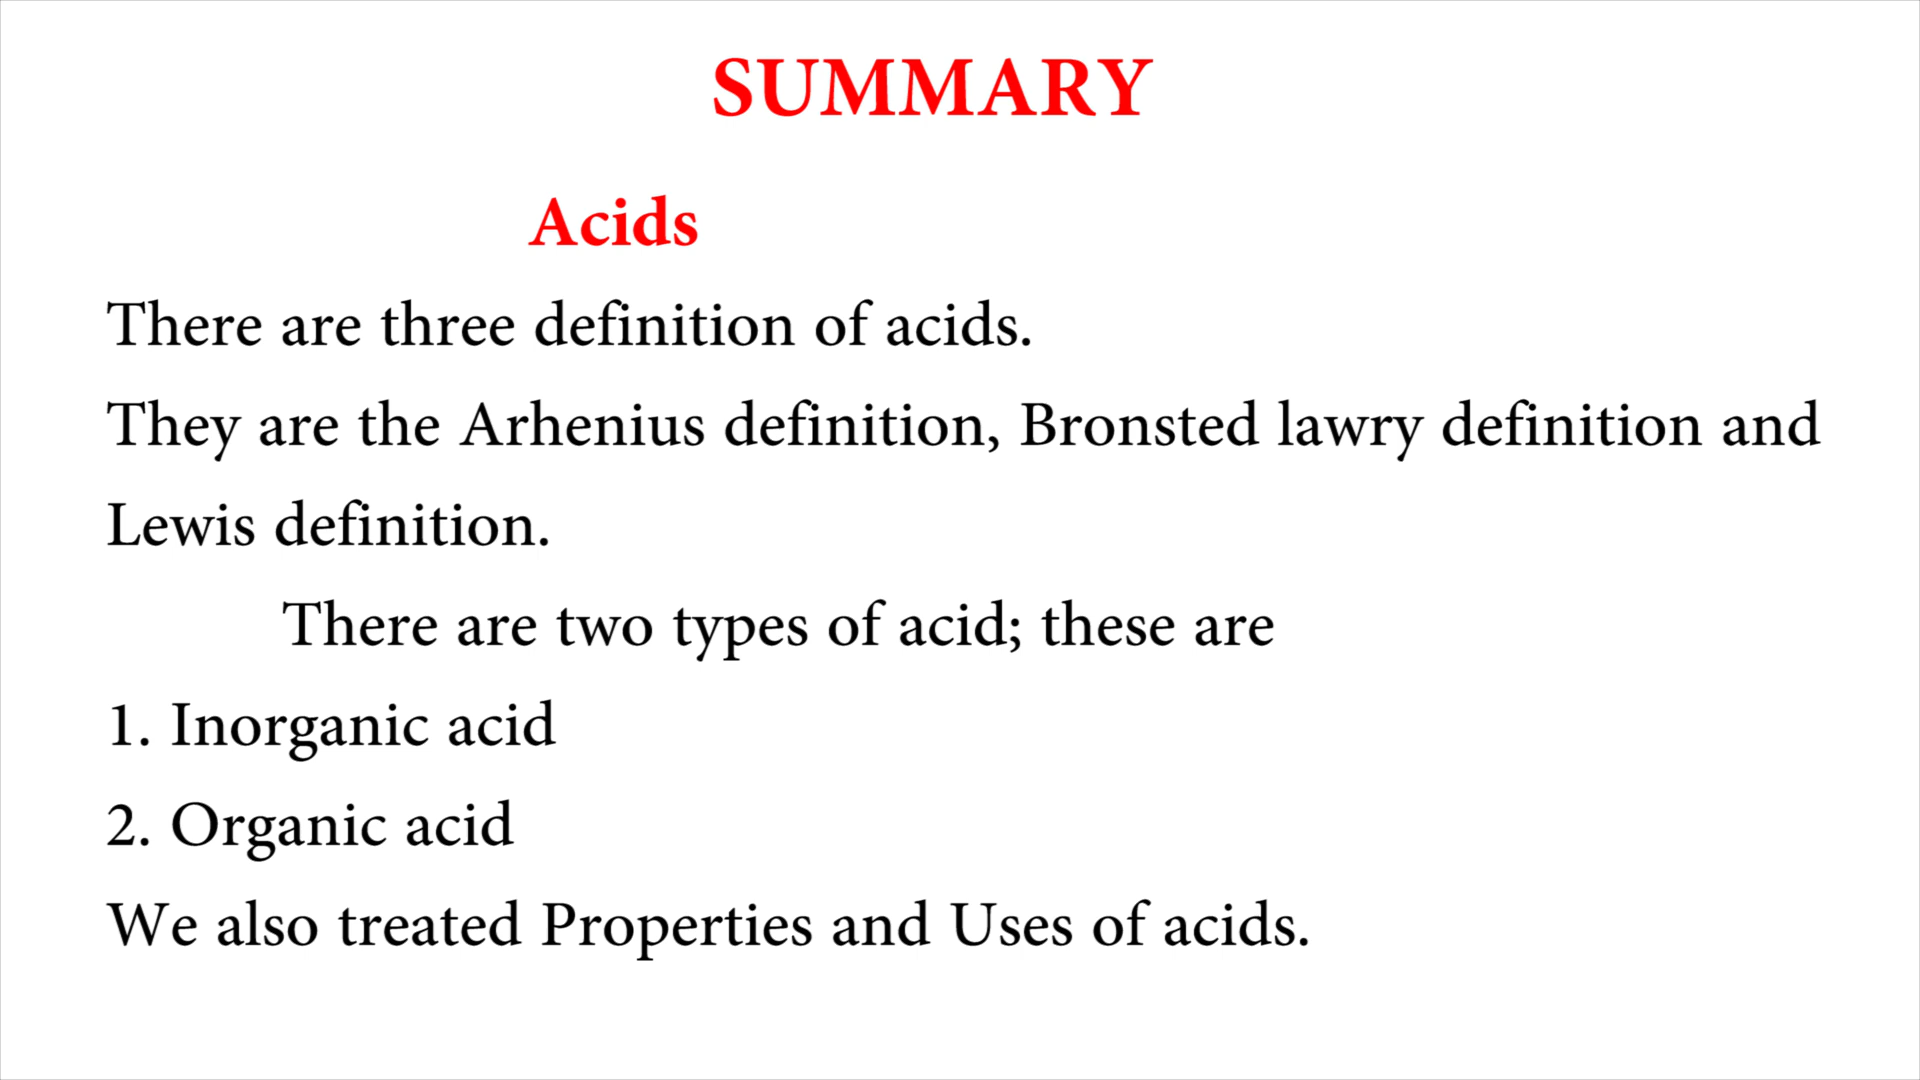 SUMMARY
Acids
There are three definition of acids.
They are the Arhenius definition, Bronsted lawry definition and
Lewis definition.
There are two types of acid; these are
1. Inorganic acid
2. Organic acid
We also treated Properties and Uses of acids.